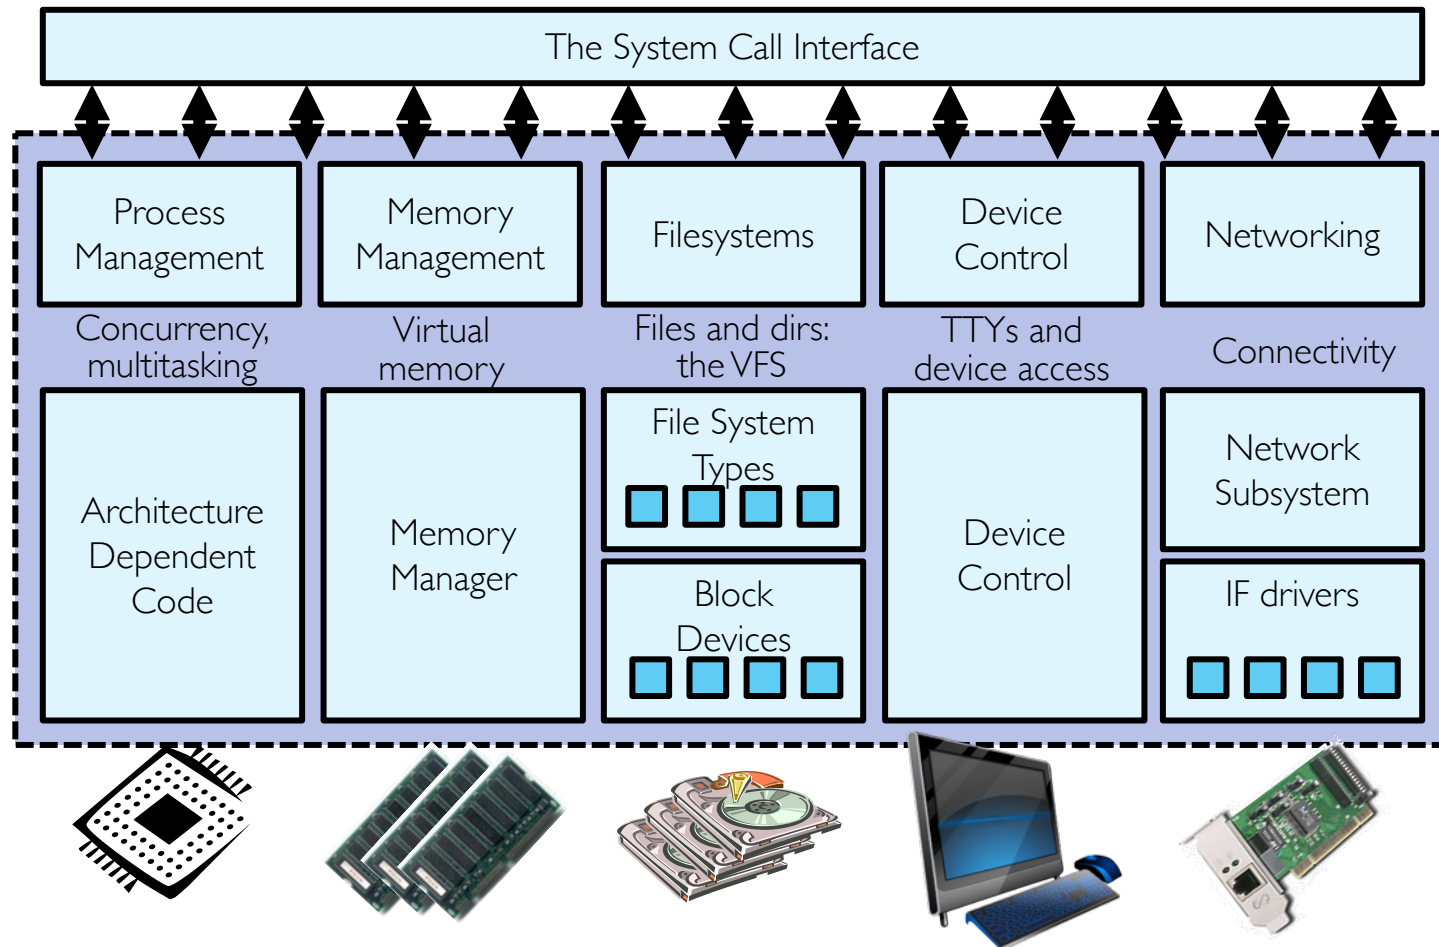 The System Call Interface
Process
Management
Memory
Management
Filesystems
Device
Control
Networking
Concurrency,
multitasking
Virtual
memory
Files and dirs:
the VFS
TTYs and
device access
Connectivity
Architecture
Dependent
Code
Memory
Manager
File System
Types
Block
Devices
Device
Control
Network
Subsystem
IF drivers